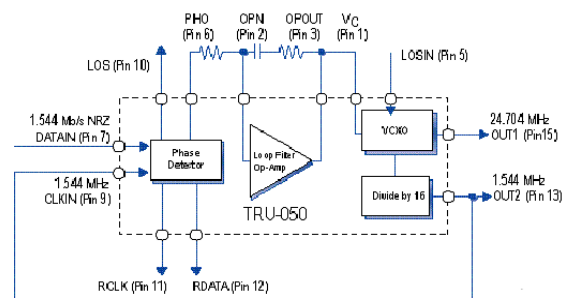 PHO
(Pin 6)
OPN
(Pin 2)
OPOUT
(Pin 3)
VC
(Pin 1)
LOS (Pin 10)
LOSIN (Pin 5)
1.544 Mb/s NRZ
DATAIN (Pin 7)
1.544 MHz
CLKIN (Pin 9)
Phase
Detector
Loop Filter
Op-Amp
VCXO
Divide by 16
24.704 MHz
OUT1 (Pin15)
1.544 MHz
OUT2 (Pin 13)
TRU-050
RCLK (Pin 11)
RDATA (Pin 12)